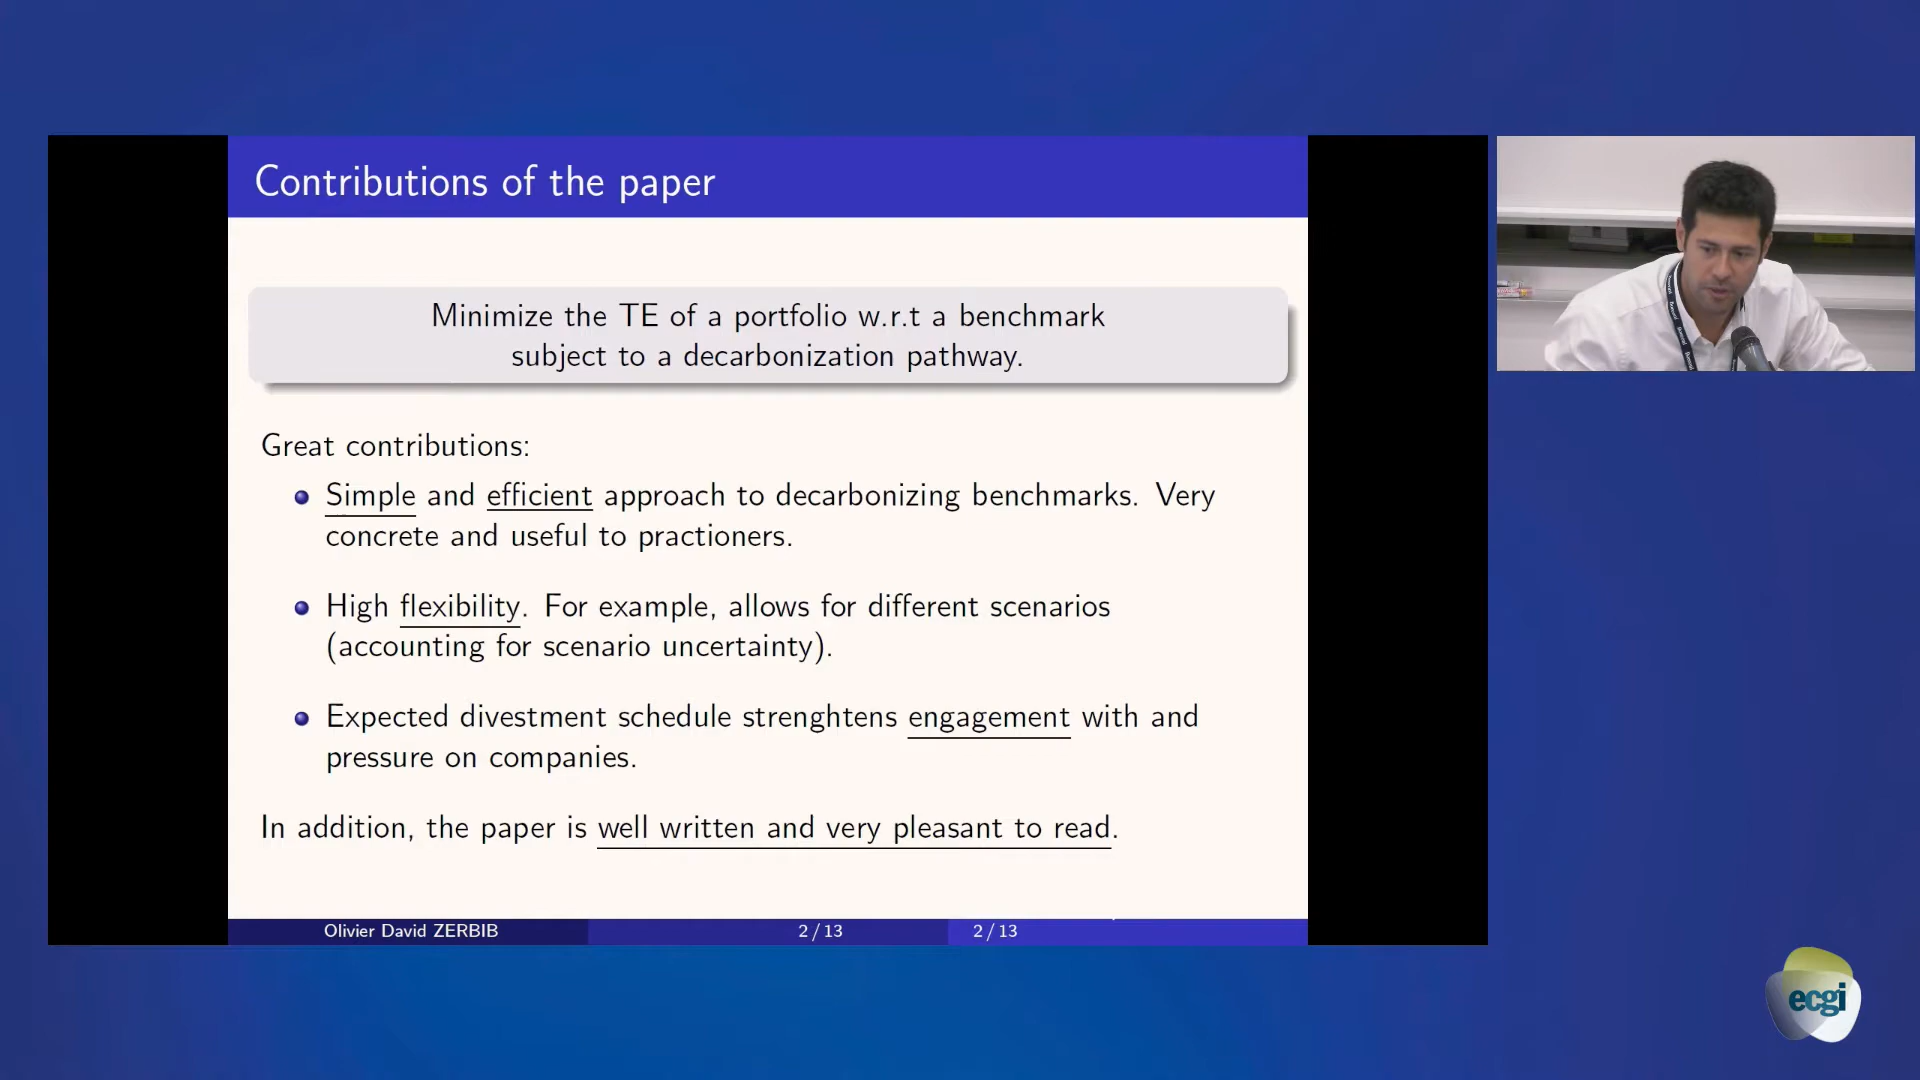 Contributions of the paper
Minimize the TE of a portfolio w.r.t a benchmark
subject to a decarbonization pathway.
Great contributions:
Simple and efficient approach to decarbonizing benchmarks. Very
concrete and useful to practioners.
High flexibility. For example, allows for different scenarios
(accounting for scenario uncertainty).
Expected divestment schedule strenghtens engagement with and
pressure on companies.
In addition, the paper is well written and very pleasant to read.
Olivier David ZERBIB
2 / 13
2 / 13
ecgi